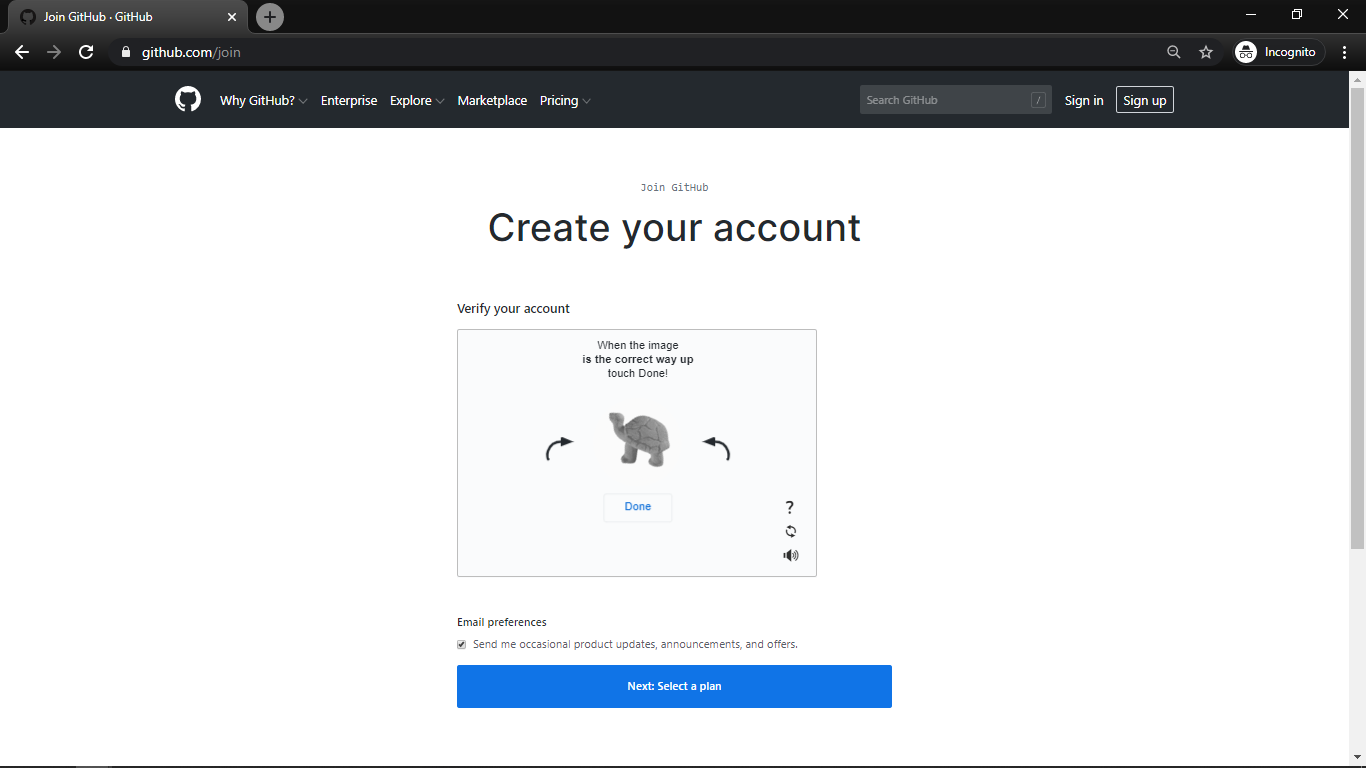 Join GitHub · GitHub
github.com/join
Incognito
Why GitHub? Enterprise Explore Marketplace Pricing
Search GitHub /
Sign in
Sign up
Join GitHub
Create your account
Verify your account
When the image
is the correct way up
touch Done!
Done
?
Email preferences
Send me occasional product updates, announcements, and offers.
Next: Select a plan